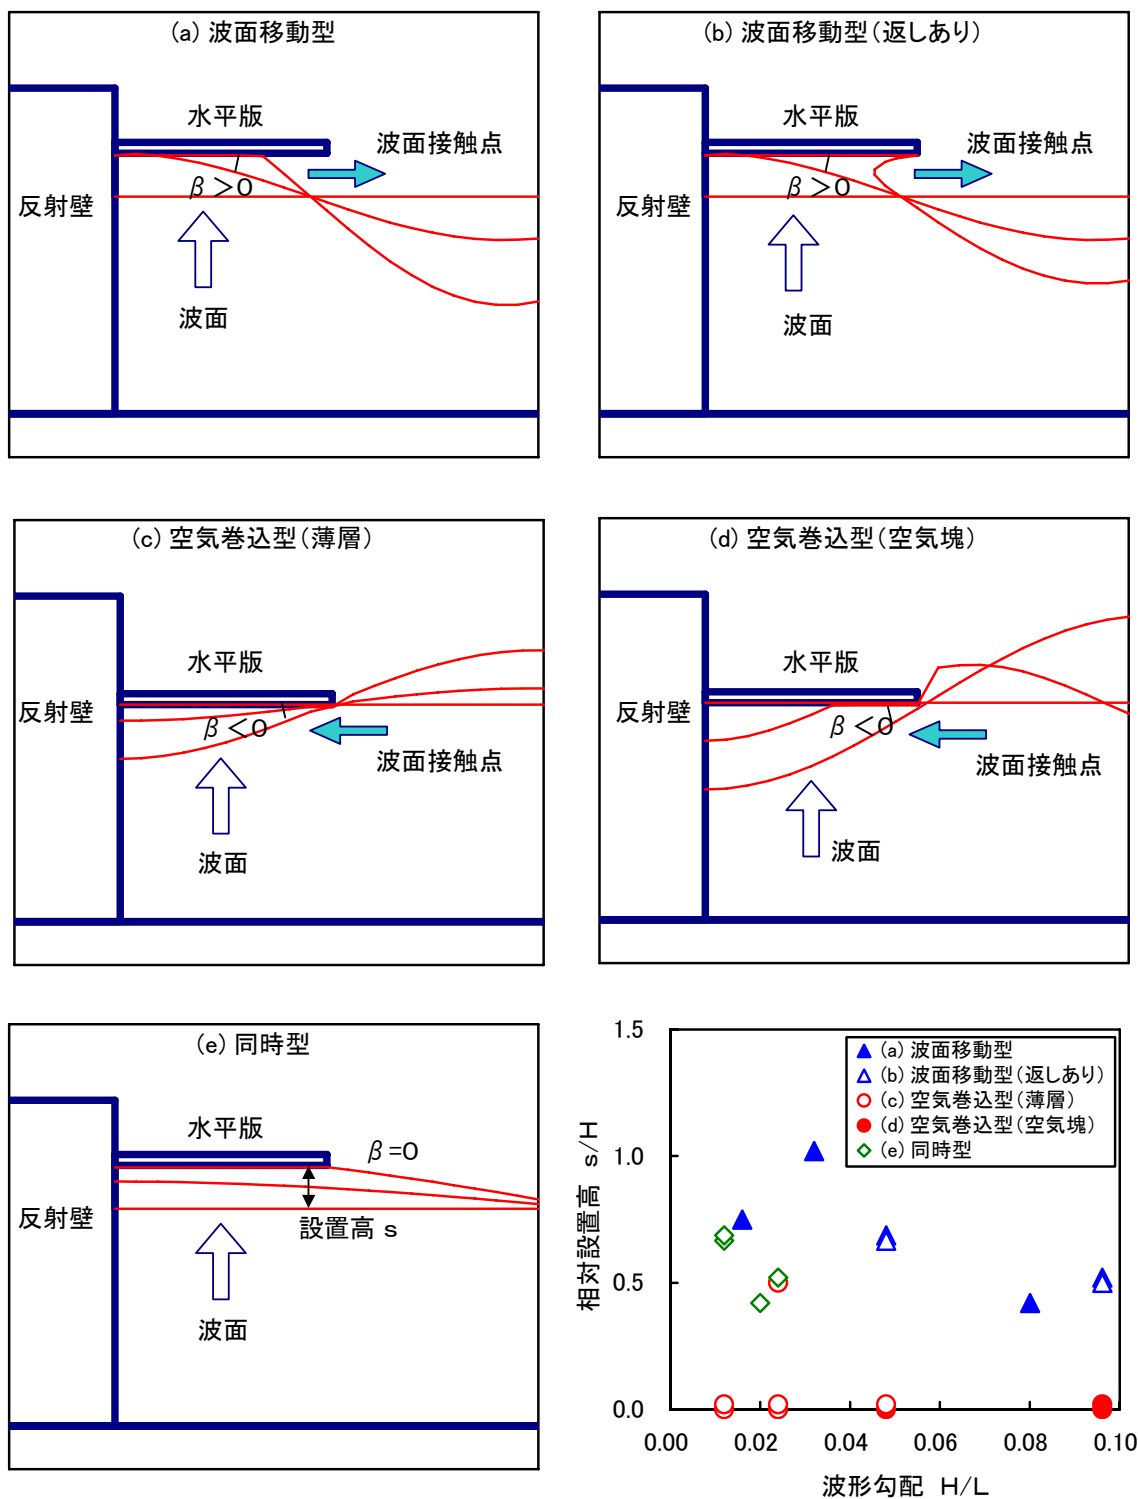 (a) 波面移動型
水平版
波面接触点
β＞0
反射壁
波面
(b) 波面移動型(返しあり)
水平版
波面接触点
β＞0
反射壁
波面
(c) 空気巻込型(薄層)
水平版
反射壁
β＜0
波面接触点
波面
(d) 空気巻込型(空気塊)
水平版
反射壁
β＜0
波面接触点
波面
(e) 同時型
水平版
β=0
反射壁
設置高 s
波面
1.5
1.0
0.5
0.0
相対設置高 s/H
(a) 波面移動型
(b) 波面移動型(返しあり)
(c) 空気巻込型(薄層)
(d) 空気巻込型(空気塊)
(e) 同時型
0.00 0.02 0.04 0.06 0.08 0.10
波形勾配 H/L